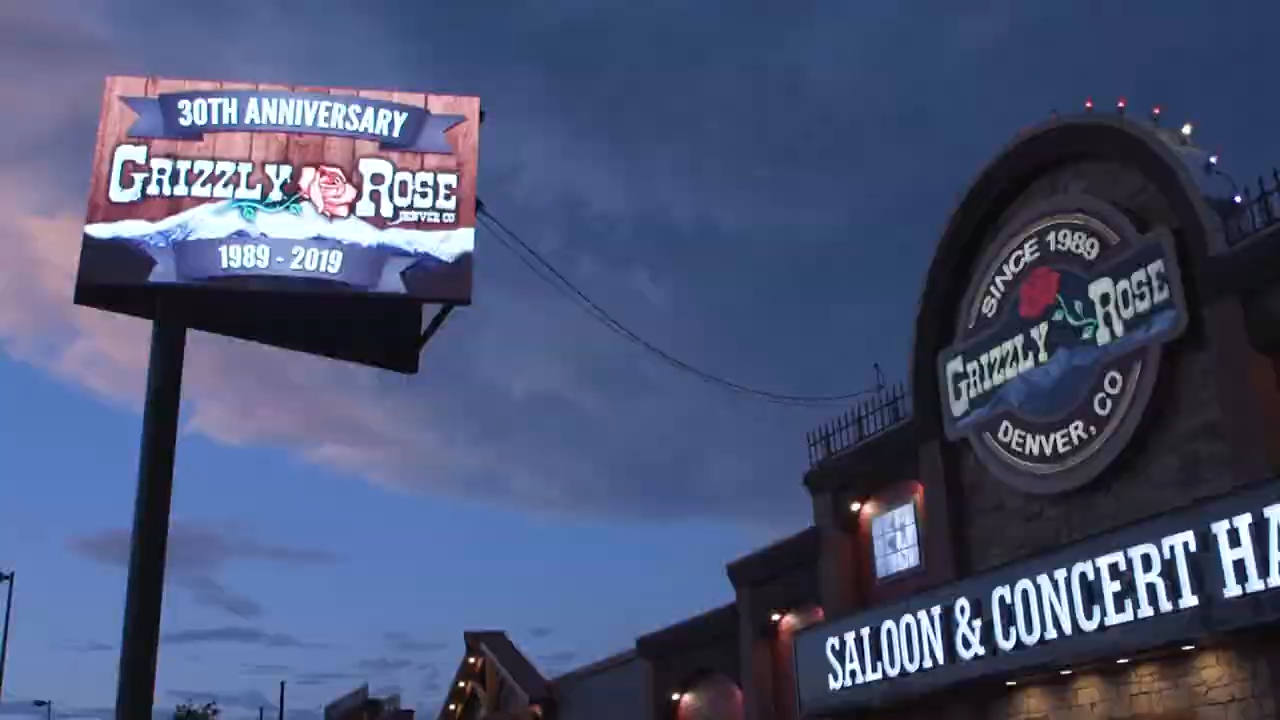 30TH ANNIVERSARY
GRIZZLY ROSE
DENVER CO
1989 - 2019
SINCE 1989
GRIZZLY ROSE
DENVER, CO
SALOON & CONCERT HA